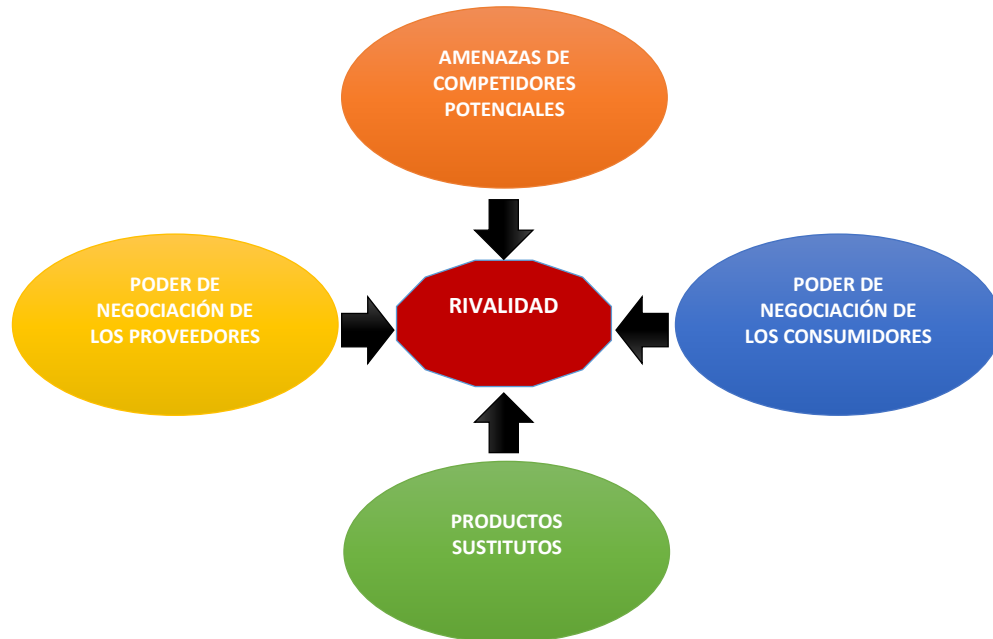 AMENAZAS DE
COMPETIDORES
POTENCIALES
PODER DE
NEGOCIACIÓN DE
LOS PROVEEDORES
RIVALIDAD
PODER DE
NEGOCIACIÓN DE
LOS CONSUMIDORES
PRODUCTOS
SUSTITUTOS